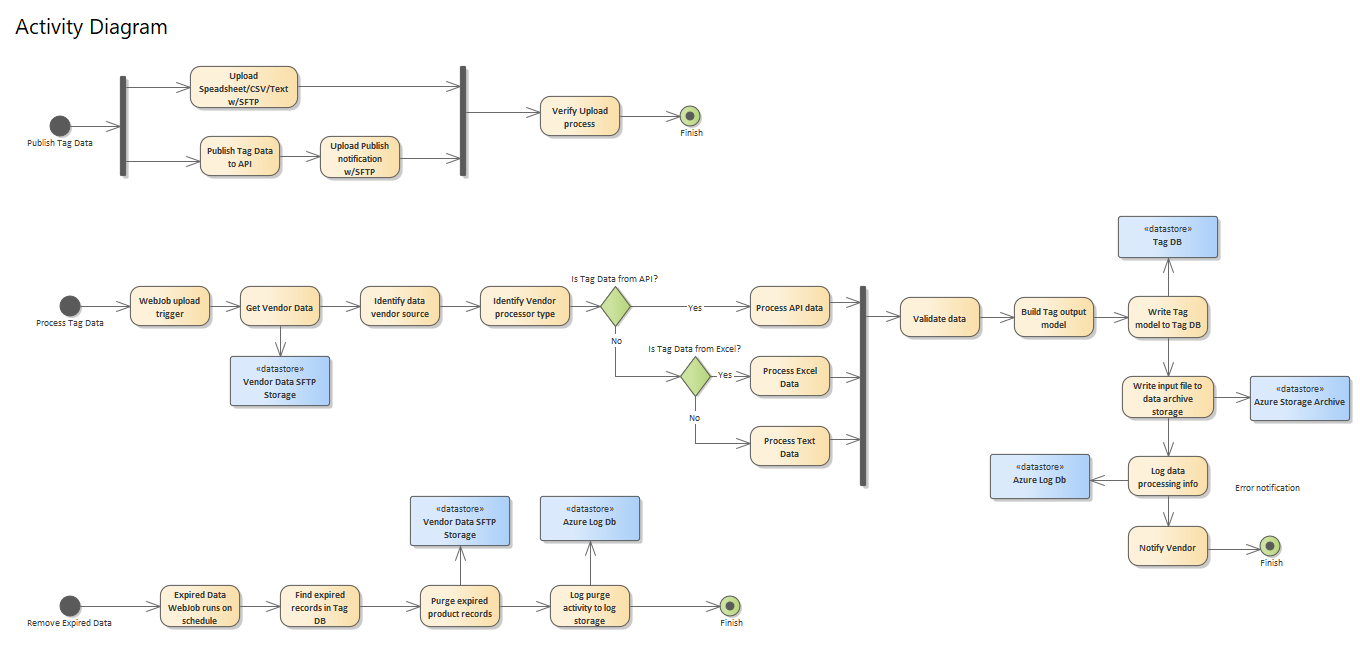 Activity Diagram
Upload
Speadsheet/CSV/Text
w/SFTP
Publish Tag Data
Publish Tag Data
to API
Upload Publish
notification
w/SFTP
Verify Upload
process
Finish
«datastore»
Tag DB
Is Tag Data from API?
Process Tag Data
WebJob upload
trigger
Get Vendor Data
Identify data
vendor source
Identify Vendor
processor type
Yes
No
Process API data
Validate data
Build Tag output
model
Write Tag
model to Tag DB
«datastore»
Vendor Data SFTP
Storage
Is Tag Data from Excel?
Yes
No
Process Excel
Data
Write input file to
data archive
storage
«datastore»
Azure Storage Archive
Process Text
Data
«datastore»
Azure Log Db
Log data
processing info
Error notification
«datastore»
Vendor Data SFTP
Storage
«datastore»
Azure Log Db
Notify Vendor
Finish
Remove Expired Data
Expired Data
WebJob runs on
schedule
Find expired
records in Tag
DB
Purge expired
product records
Log purge
activity to log
storage
Finish